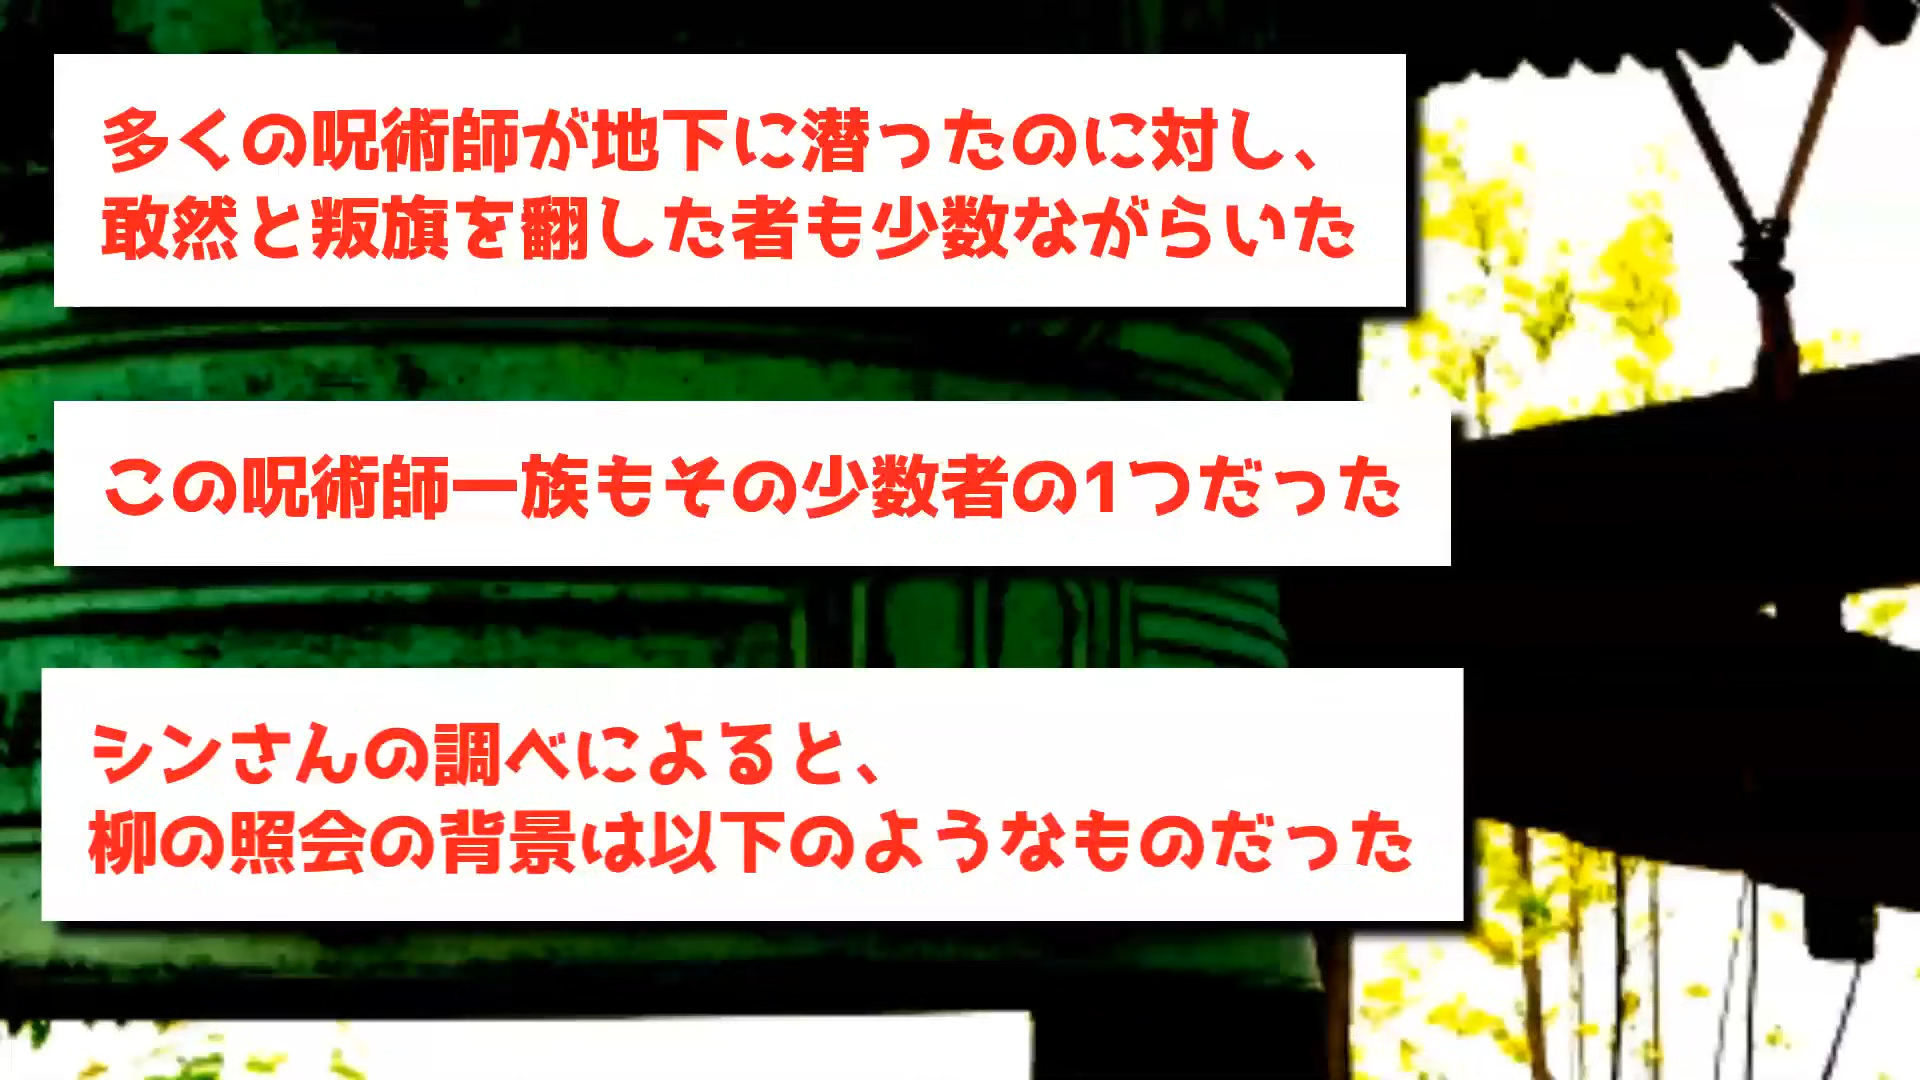 多くの呪術師が地下に潜ったのに対し、
敢然と叛旗を翻した者も少数ながらいた
この呪術師一族もその少数者の1つだった
シンさんの調べによると、
柳の照会の背景は以下のようなものだった